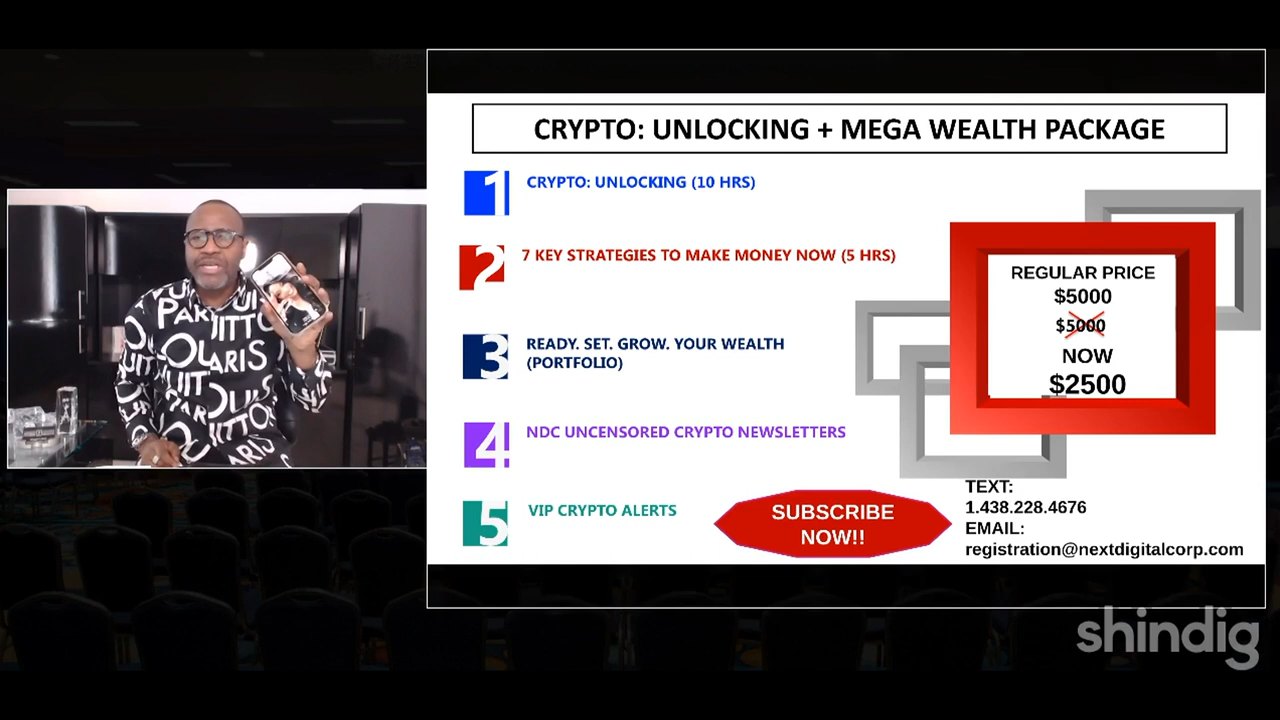 CRYPTO: UNLOCKING + MEGA WEALTH PACKAGE
1
CRYPTO: UNLOCKING (10 HRS)
2
7 KEY STRATEGIES TO MAKE MONEY NOW (5 HRS)
3
READY. SET. GROW. YOUR WEALTH
(PORTFOLIO)
4
NDC UNCENSORED CRYPTO NEWSLETTERS
5
VIP CRYPTO ALERTS
REGULAR PRICE
$5000
$5000
NOW
$2500
SUBSCRIBE
NOW!!
TEXT:
1.438.228.4676
EMAIL:
registration@nextdigitalcorp.com
shindig